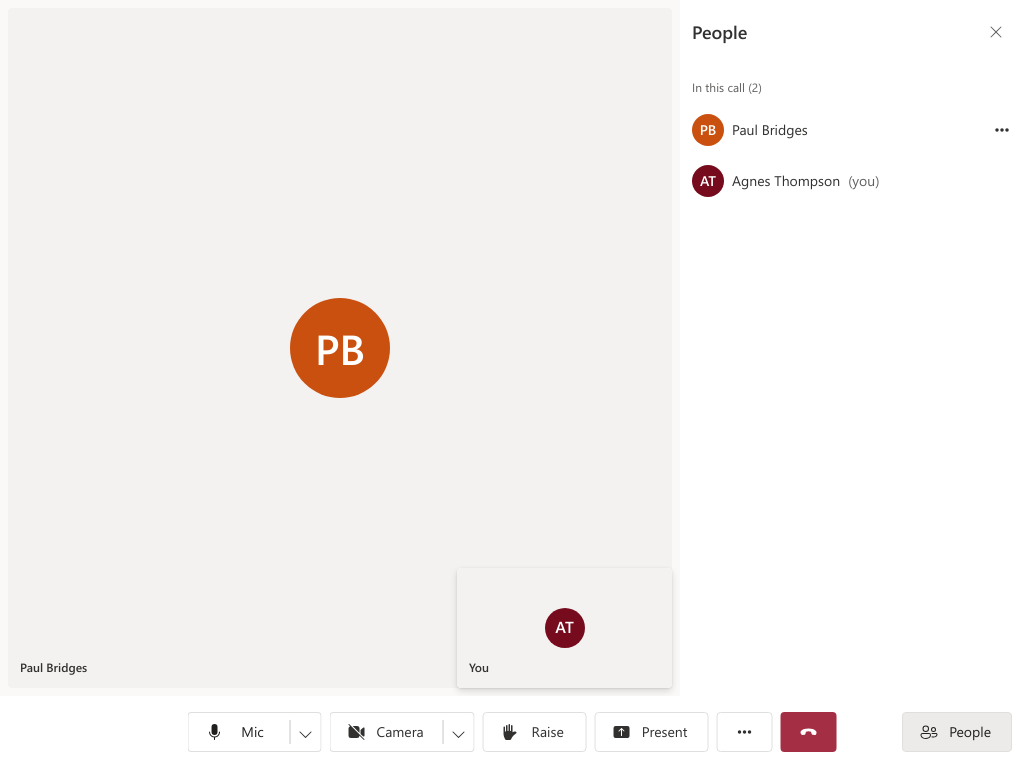 PB
Paul Bridges
AT
You
People
In this call (2)
PB Paul Bridges
AT Agnes Thompson (you)
Mic Camera Raise Present People